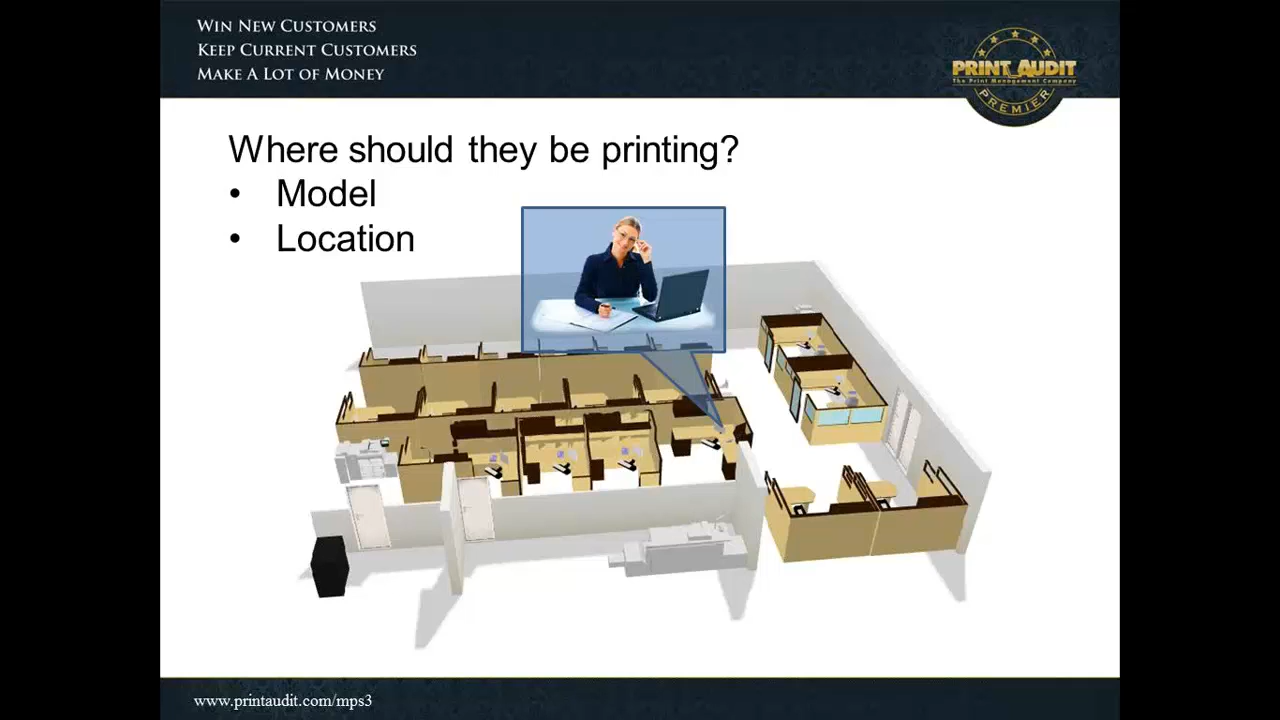 Win New Customers
Keep Current Customers
Make A Lot of Money
PRINT AUDIT
The Print Management Company
PREMIER
Where should they be printing?
• Model
• Location
www.printaudit.com/mps3